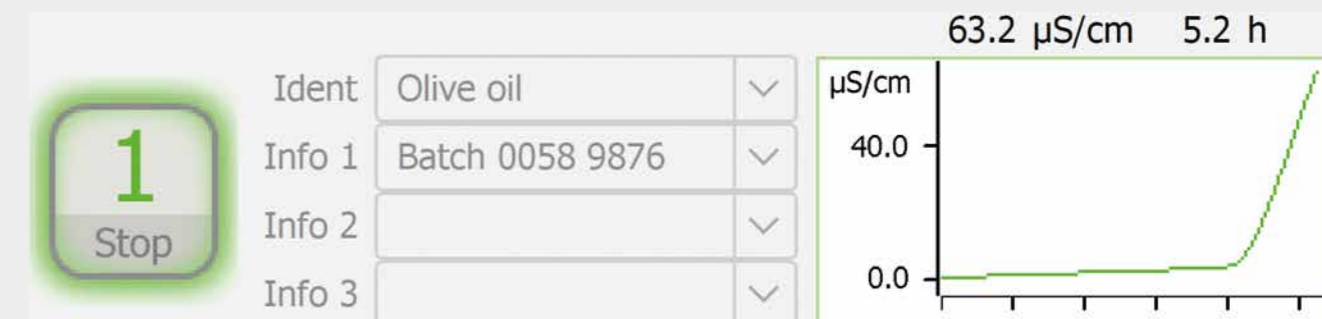 63.2 µS/cm 5.2 h
1
Stop
Ident Olive oil
Info 1 Batch 0058 9876
Info 2
Info 3
µS/cm
40.0
0.0